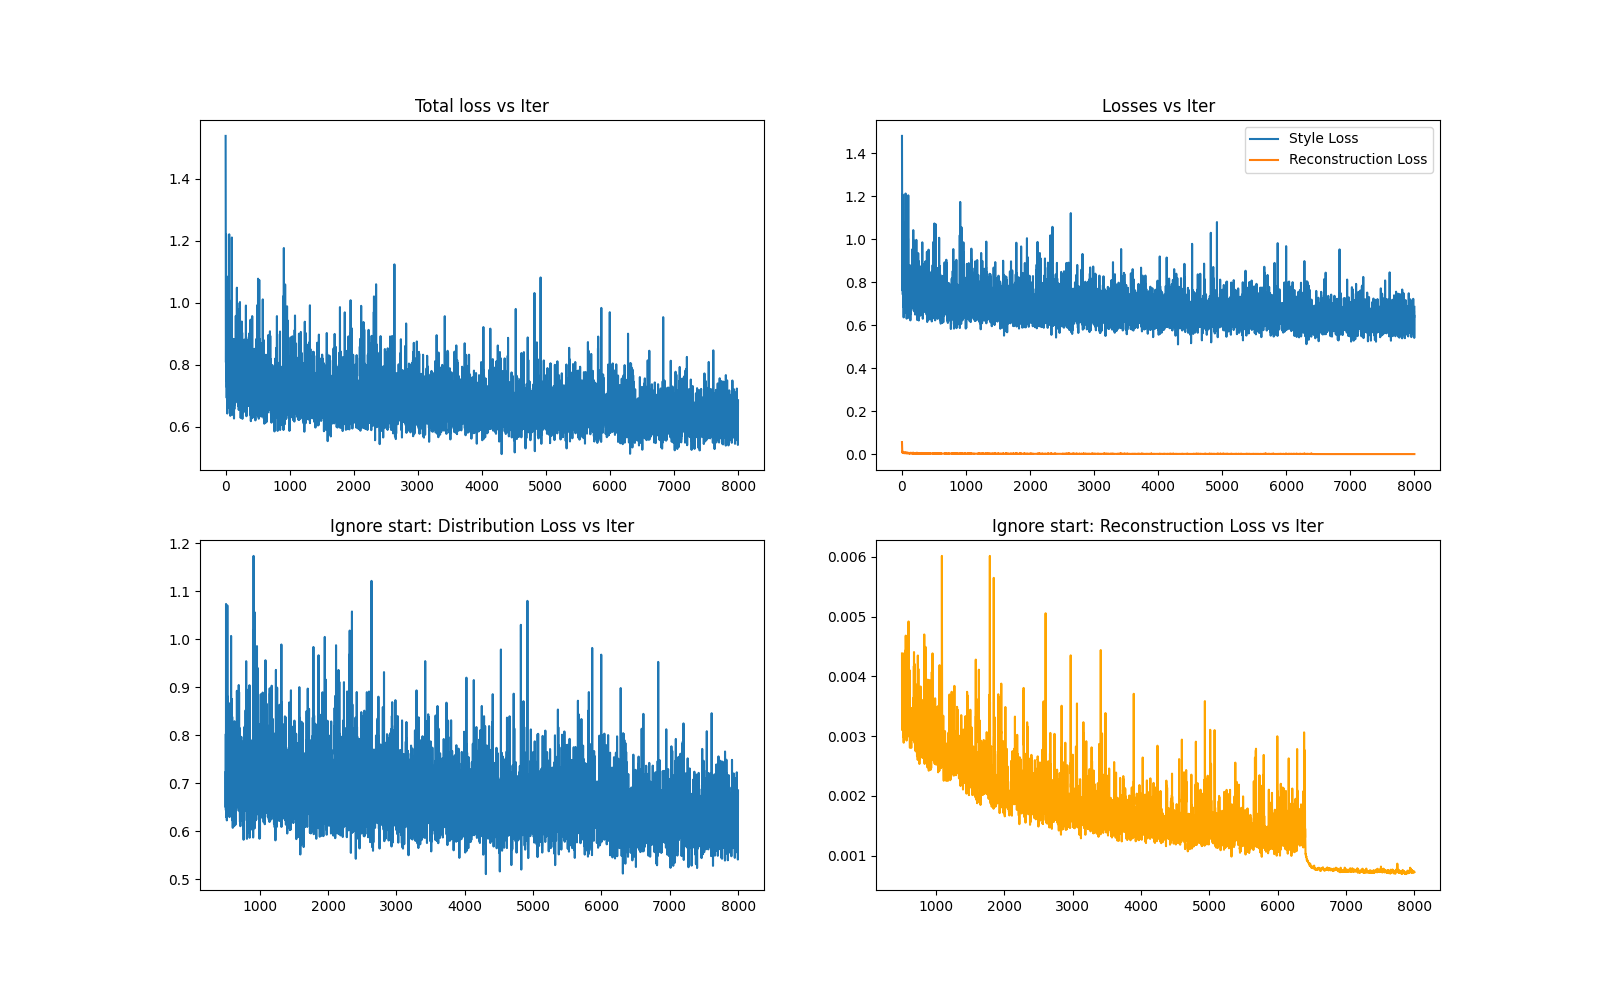 Total loss vs Iter
1.4
1.2
1.0
0.8
0.6
0 1000 2000 3000 4000 5000 6000 7000 8000
Losses vs Iter
Style Loss
Reconstruction Loss
1.4
1.2
1.0
0.8
0.6
0.4
0.2
0.0
0 1000 2000 3000 4000 5000 6000 7000 8000
Ignore start: Distribution Loss vs Iter
1.2
1.1
1.0
0.9
0.8
0.7
0.6
0.5
1000 2000 3000 4000 5000 6000 7000 8000
Ignore start: Reconstruction Loss vs Iter
0.006
0.005
0.004
0.003
0.002
0.001
1000 2000 3000 4000 5000 6000 7000 8000